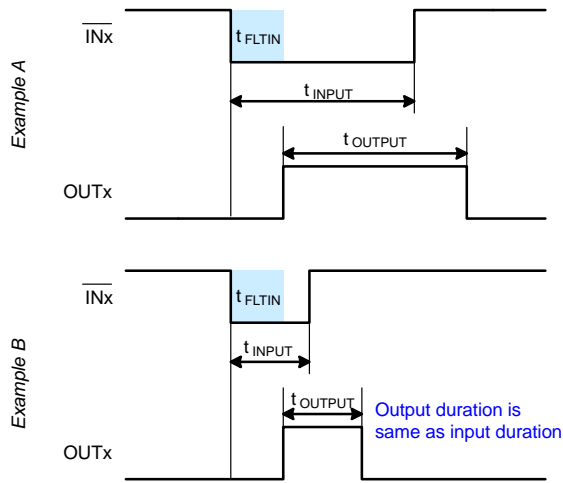 Example A
INx
t FLTIN
t INPUT
t OUTPUT
OUTx
Example B
INx
t FLTIN
t INPUT
t OUTPUT
Output duration is
same as input duration
OUTx